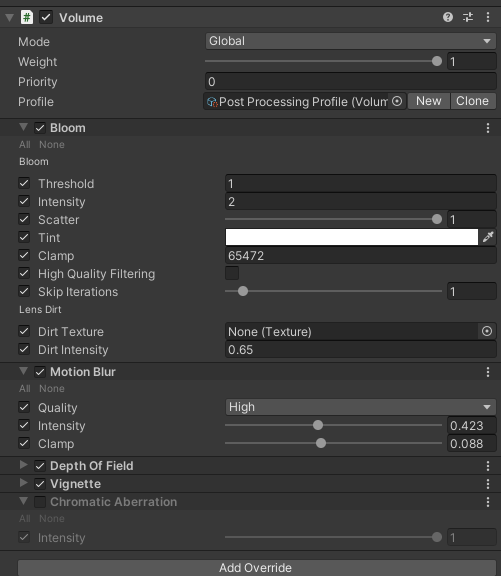 Volume
Mode Global
Weight 1
Priority 0
Profile Post Processing Profile (Volum New Clone
Bloom
All None
Bloom
Threshold 1
Intensity 2
Scatter 1
Tint
Clamp 65472
High Quality Filtering
Skip Iterations 1
Lens Dirt
Dirt Texture None (Texture)
Dirt Intensity 0.65
Motion Blur
All None
Quality High
Intensity 0.423
Clamp 0.088
Depth Of Field
Vignette
Chromatic Aberration
All None
Intensity 1
Add Override